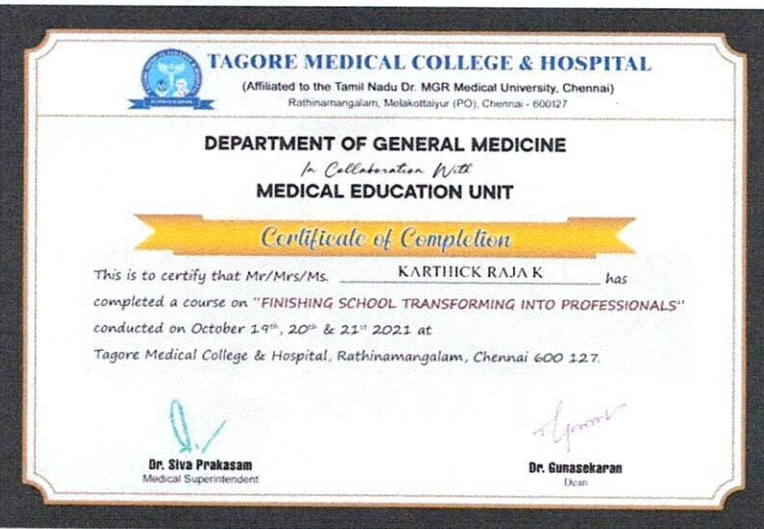 TAGORE MEDICAL COLLEGE & HOSPITAL
(Affiliated to the Tamil Nadu Dr. MGR Medical University, Chennai)
Rathinamangalam, Melakottaiyur (PO), Chennai - 600127
DEPARTMENT OF GENERAL MEDICINE
In Collaboration With
MEDICAL EDUCATION UNIT
Certificate of Completion
This is to certify that Mr/Mrs/Ms. KARTHICK RAJA K has
completed a course on "FINISHING SCHOOL TRANSFORMING INTO PROFESSIONALS"
conducted on October 19th, 20th & 21st 2021 at
Tagore Medical College & Hospital, Rathinamangalam, Chennai 600 127.
Dr. Siva Prakasam
Medical Superintendent
Dr. Gunasekaran
Dean